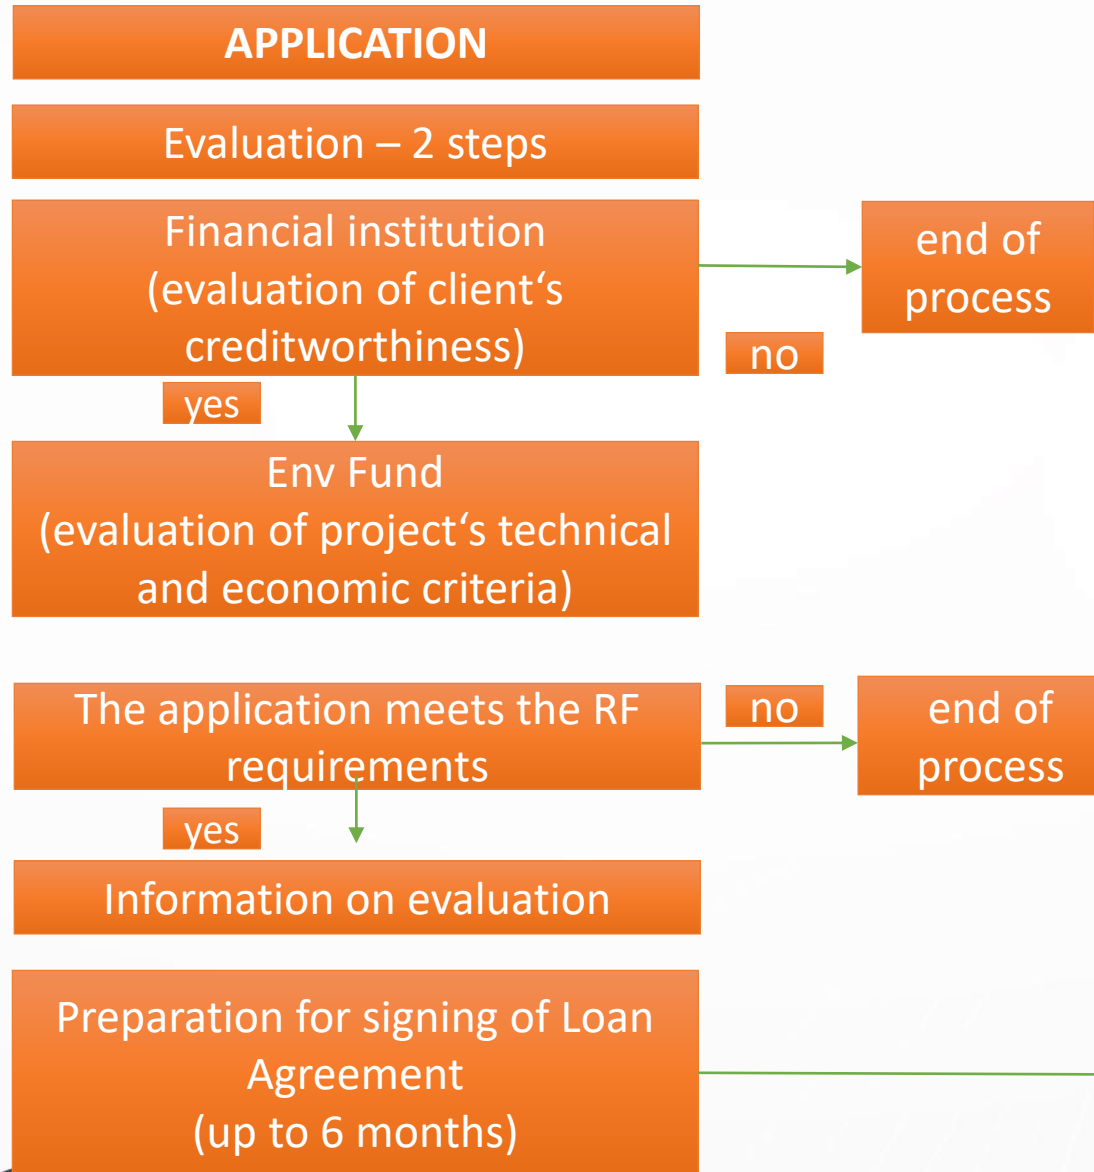 APPLICATION
Evaluation – 2 steps
Financial institution
(evaluation of client‘s
creditworthiness)
end of
process
no
yes
Env Fund
(evaluation of project‘s technical
and economic criteria)
The application meets the RF
requirements
no
end of
process
yes
Information on evaluation
Preparation for signing of Loan
Agreement
(up to 6 months)